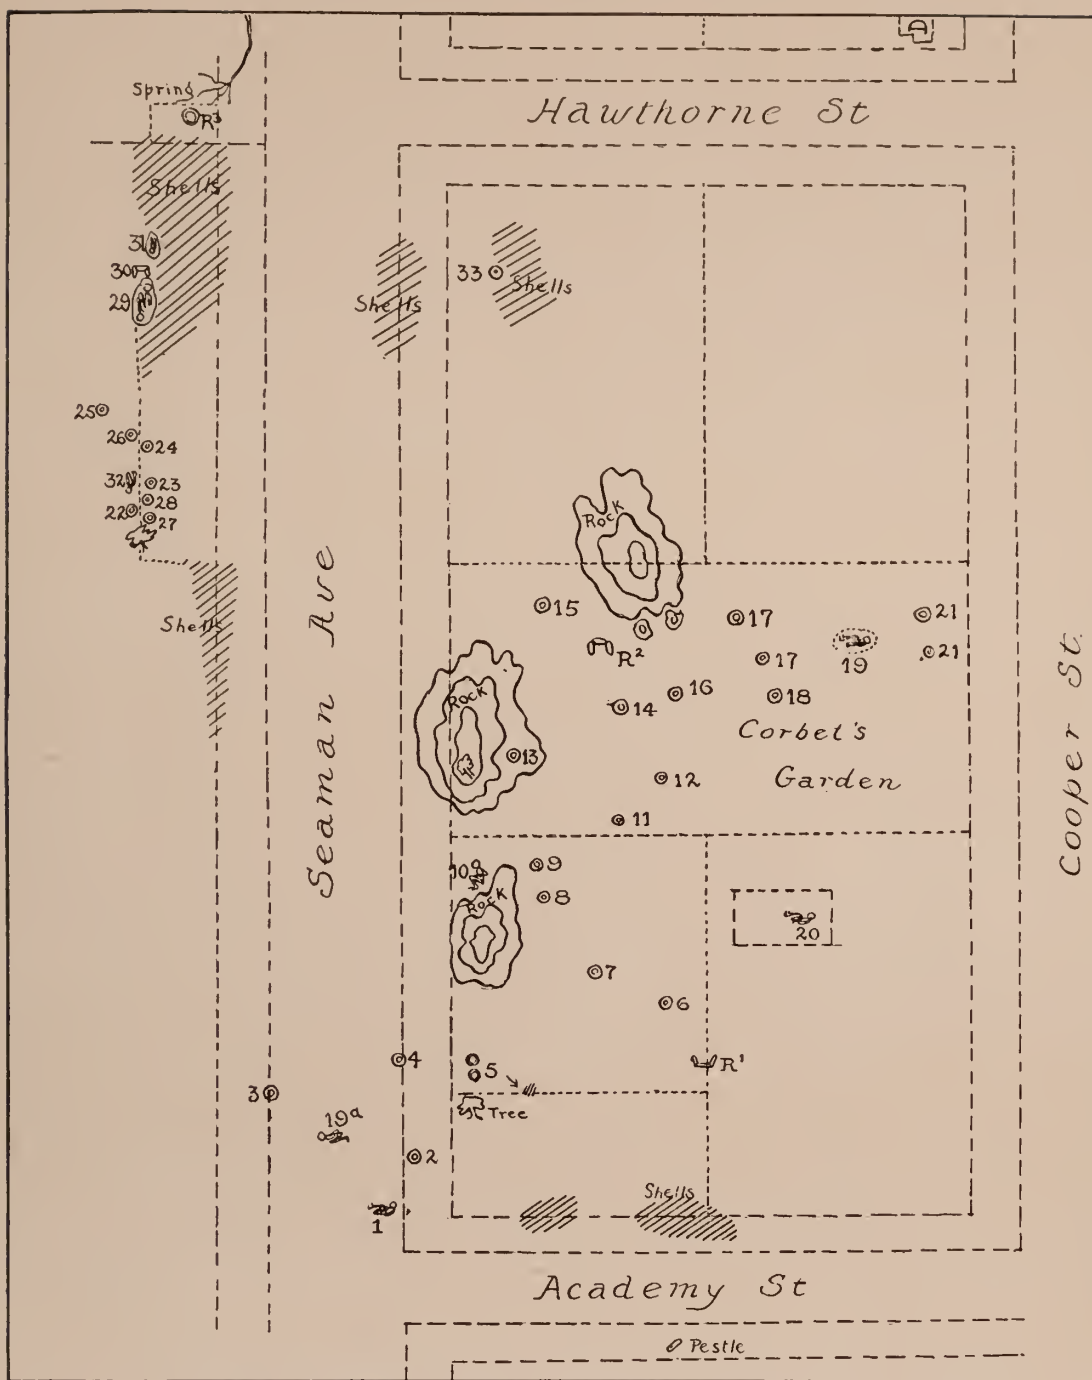 D
Spring
Hawthorne St
R³
Shells
31
30
29
33
Shells
Shells
25
26
24
32
23
28
22
27
Rock
Shells
Seaman Ave
15
17
21
R²
17
19
21
Rock
16
14
18
Corbet's
13
12
Garden
11
Cooper St.
10
9
8
Rock
20
7
6
4
5
R¹
3
Tree
19ª
2
Shells
1
Academy St
Pestle